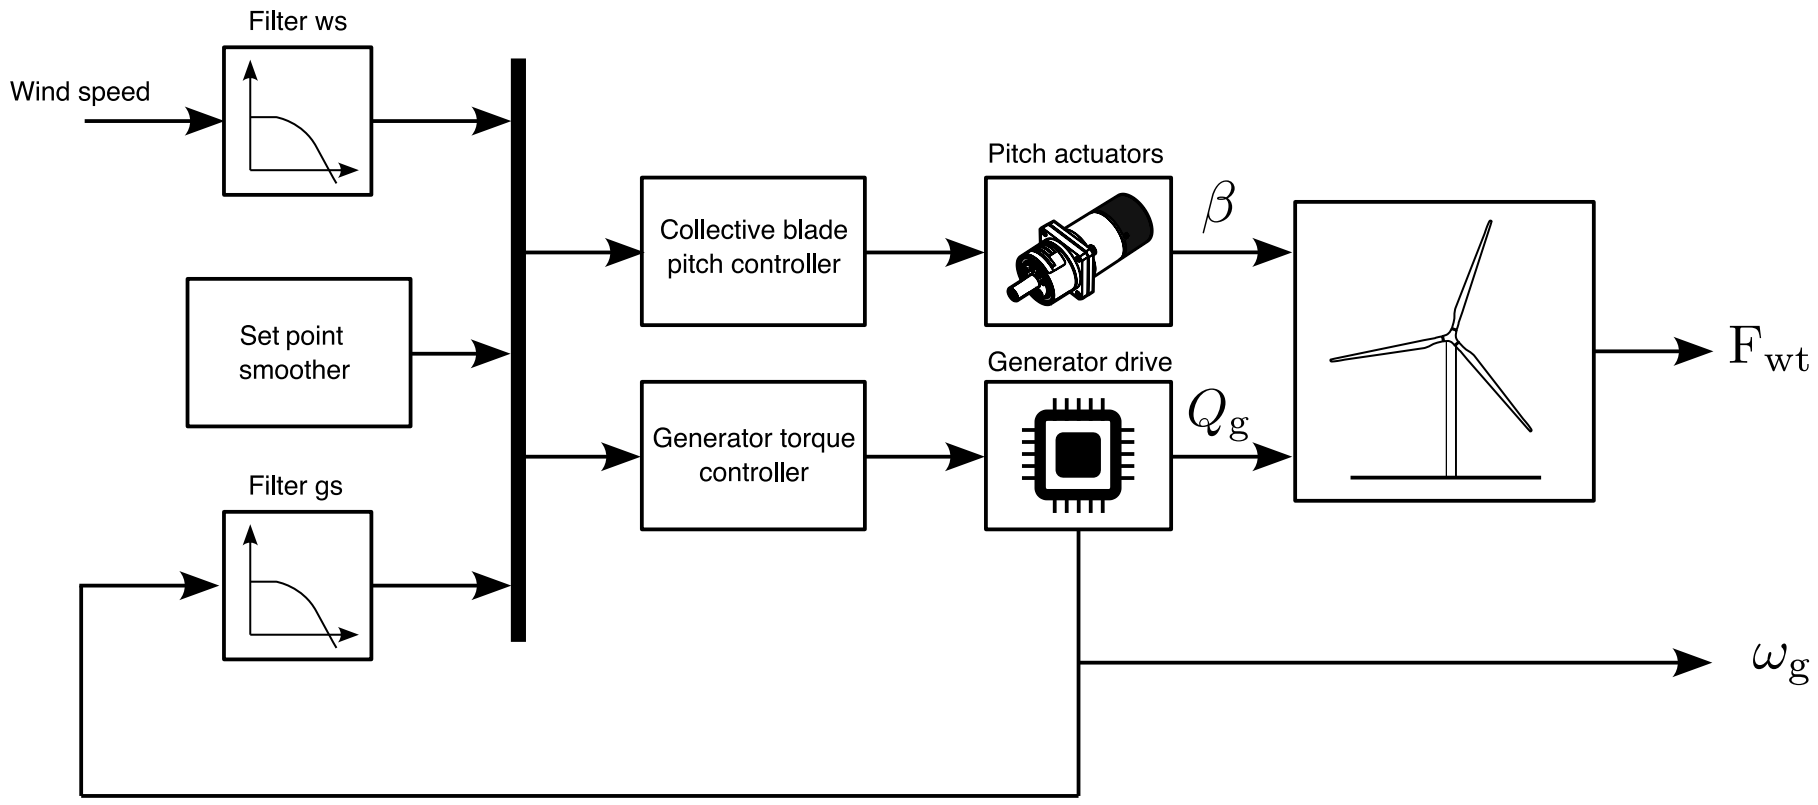 Filter ws
Wind speed
Pitch actuators
β
Collective blade
pitch controller
Set point
smoother
F_wt
Generator drive
Q_g
Generator torque
controller
Filter gs
ω_g